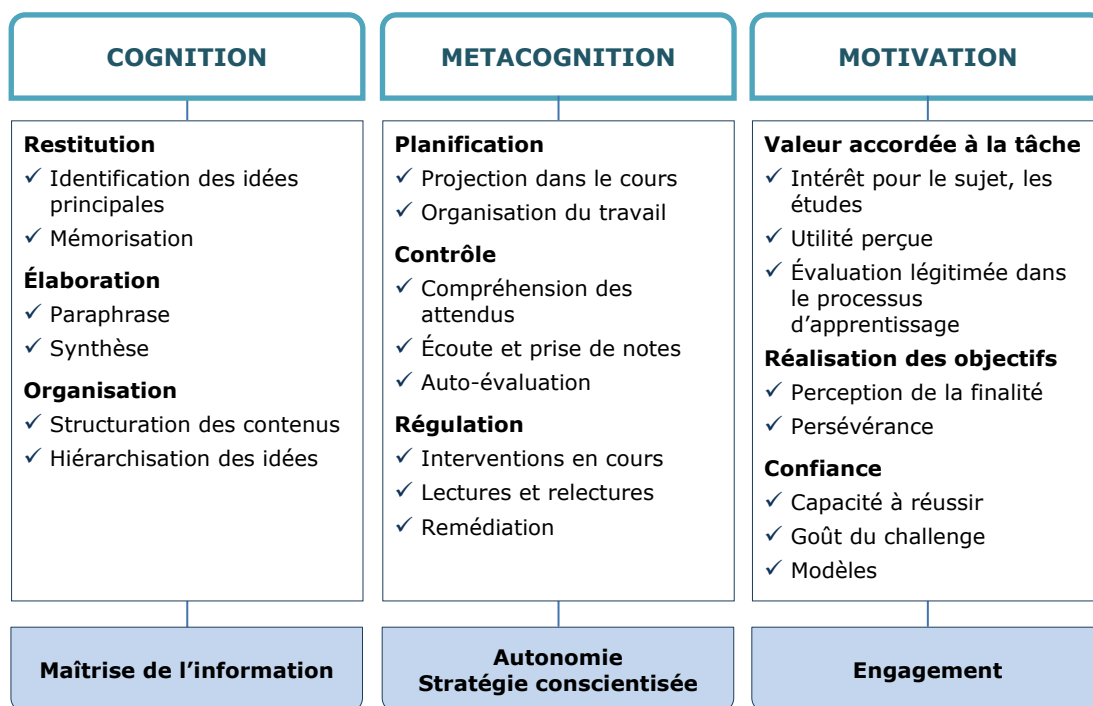 COGNITION
Restitution
✓ Identification des idées
principales
✓ Mémorisation
Élaboration
✓ Paraphrase
✓ Synthèse
Organisation
✓ Structuration des contenus
✓ Hiérarchisation des idées
Maîtrise de l’information
METACOGNITION
Planification
✓ Projection dans le cours
✓ Organisation du travail
Contrôle
✓ Compréhension des
attendus
✓ Écoute et prise de notes
✓ Auto-évaluation
Régulation
✓ Interventions en cours
✓ Lectures et relectures
✓ Remédiation
Autonomie
Stratégie conscientisée
MOTIVATION
Valeur accordée à la tâche
✓ Intérêt pour le sujet, les
études
✓ Utilité perçue
✓ Évaluation légitimée dans
le processus
d’apprentissage
Réalisation des objectifs
✓ Perception de la finalité
✓ Persévérance
Confiance
✓ Capacité à réussir
✓ Goût du challenge
✓ Modèles
Engagement